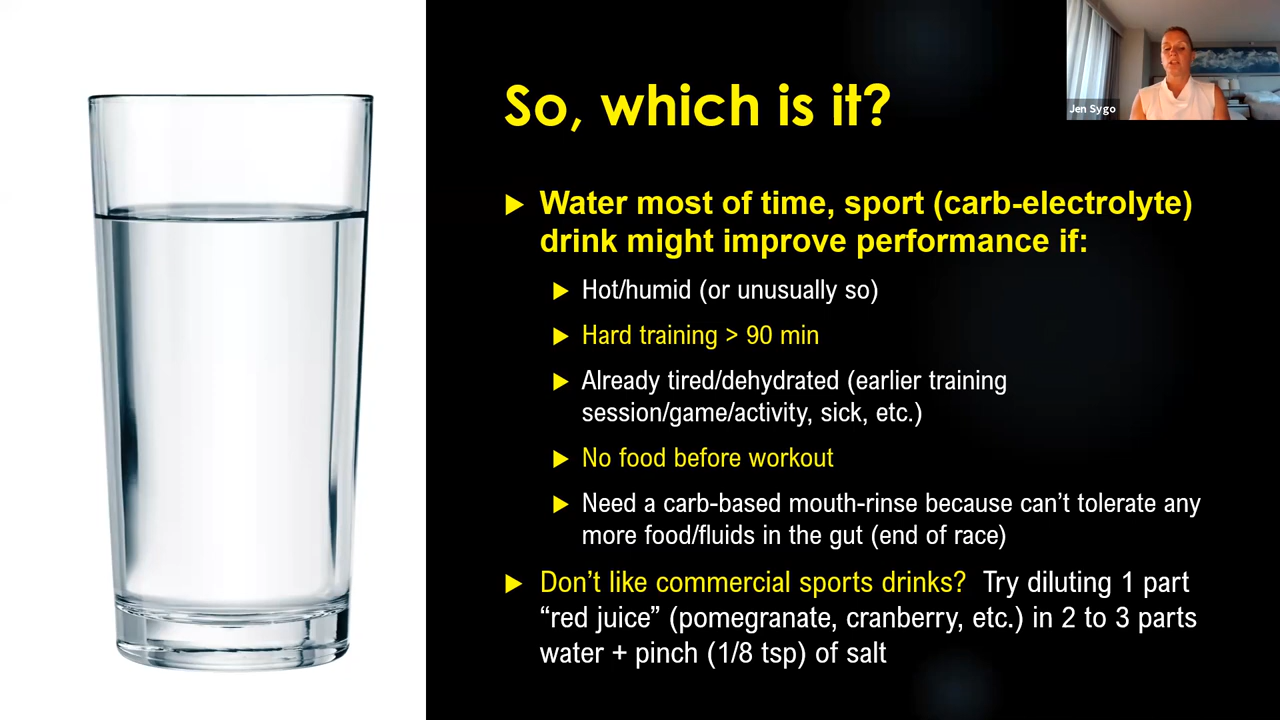 Jen Sygo
So, which is it?
Water most of time, sport (carb-electrolyte)
drink might improve performance if:
Hot/humid (or unusually so)
Hard training > 90 min
Already tired/dehydrated (earlier training
session/game/activity, sick, etc.)
No food before workout
Need a carb-based mouth-rinse because can’t tolerate any
more food/fluids in the gut (end of race)
Don’t like commercial sports drinks? Try diluting 1 part
“red juice” (pomegranate, cranberry, etc.) in 2 to 3 parts
water + pinch (1/8 tsp) of salt